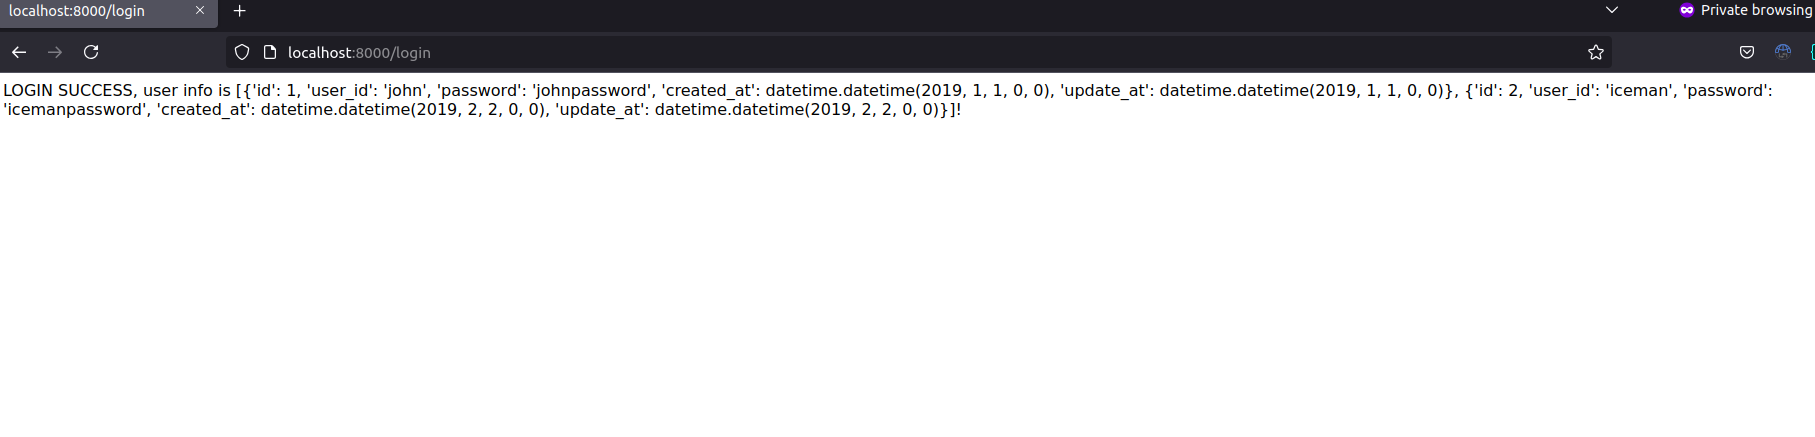 localhost:8000/login
Private browsing
localhost:8000/login
LOGIN SUCCESS, user info is [{'id': 1, 'user_id': 'john', 'password': 'johnpassword', 'created_at': datetime.datetime(2019, 1, 1, 0, 0), 'update_at': datetime.datetime(2019, 1, 1, 0, 0)}, {'id': 2, 'user_id': 'iceman', 'password':
'icemanpassword', 'created_at': datetime.datetime(2019, 2, 2, 0, 0), 'update_at': datetime.datetime(2019, 2, 2, 0, 0)}]!